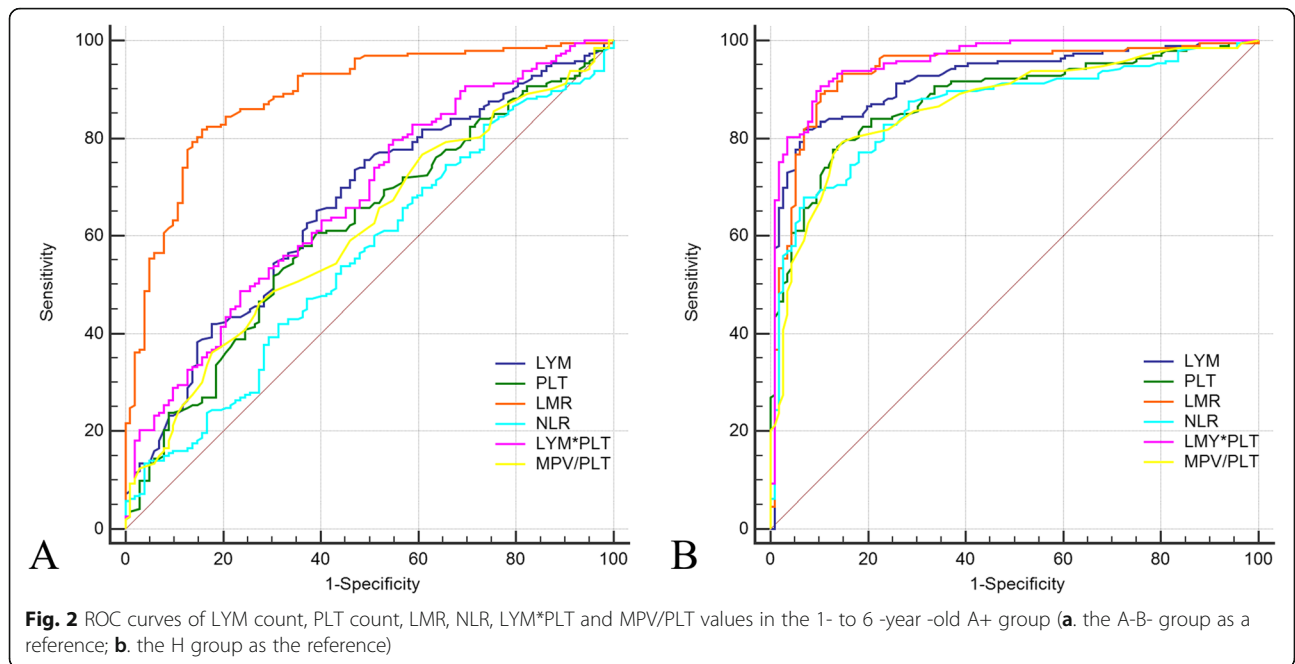 100
80
60
40
20
0
Sensitivity
LYM
PLT
LMR
NLR
LYM*PLT
MPV/PLT
0 20 40 60 80 100
1-Specificity
A
100
80
60
40
20
0
Sensitivity
LYM
PLT
LMR
NLR
LMY*PLT
MPV/PLT
0 20 40 60 80 100
1-Specificity
B
Fig. 2 ROC curves of LYM count, PLT count, LMR, NLR, LYM*PLT and MPV/PLT values in the 1- to 6 -year -old A+ group (a. the A-B- group as a
reference; b. the H group as the reference)